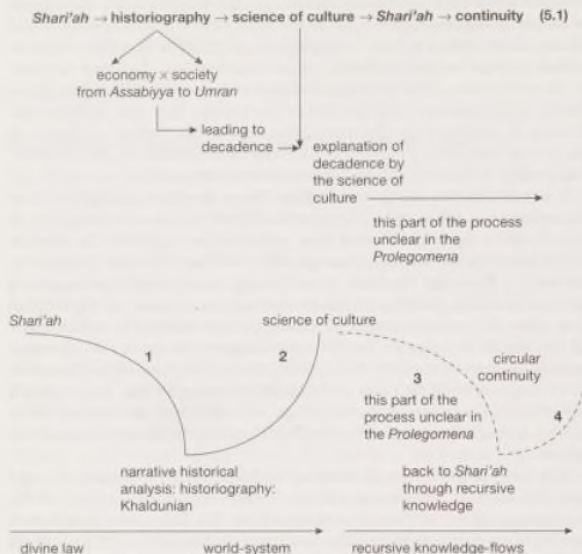 Shari'ah → historiography → science of culture → Shari'ah → continuity (5.1)
economy × society
from Assabiyya to Umran
leading to
decadence
explanation of
decadence by
the science of
culture
this part of the process
unclear in the
Prolegomena
Shari'ah
science of culture
1
2
circular
continuity
3
this part of the
process unclear in
the Prolegomena
4
narrative historical
analysis: historiography:
Khaldunian
back to Shari'ah
through recursive
knowledge
divine law
world-system
recursive knowledge-flows